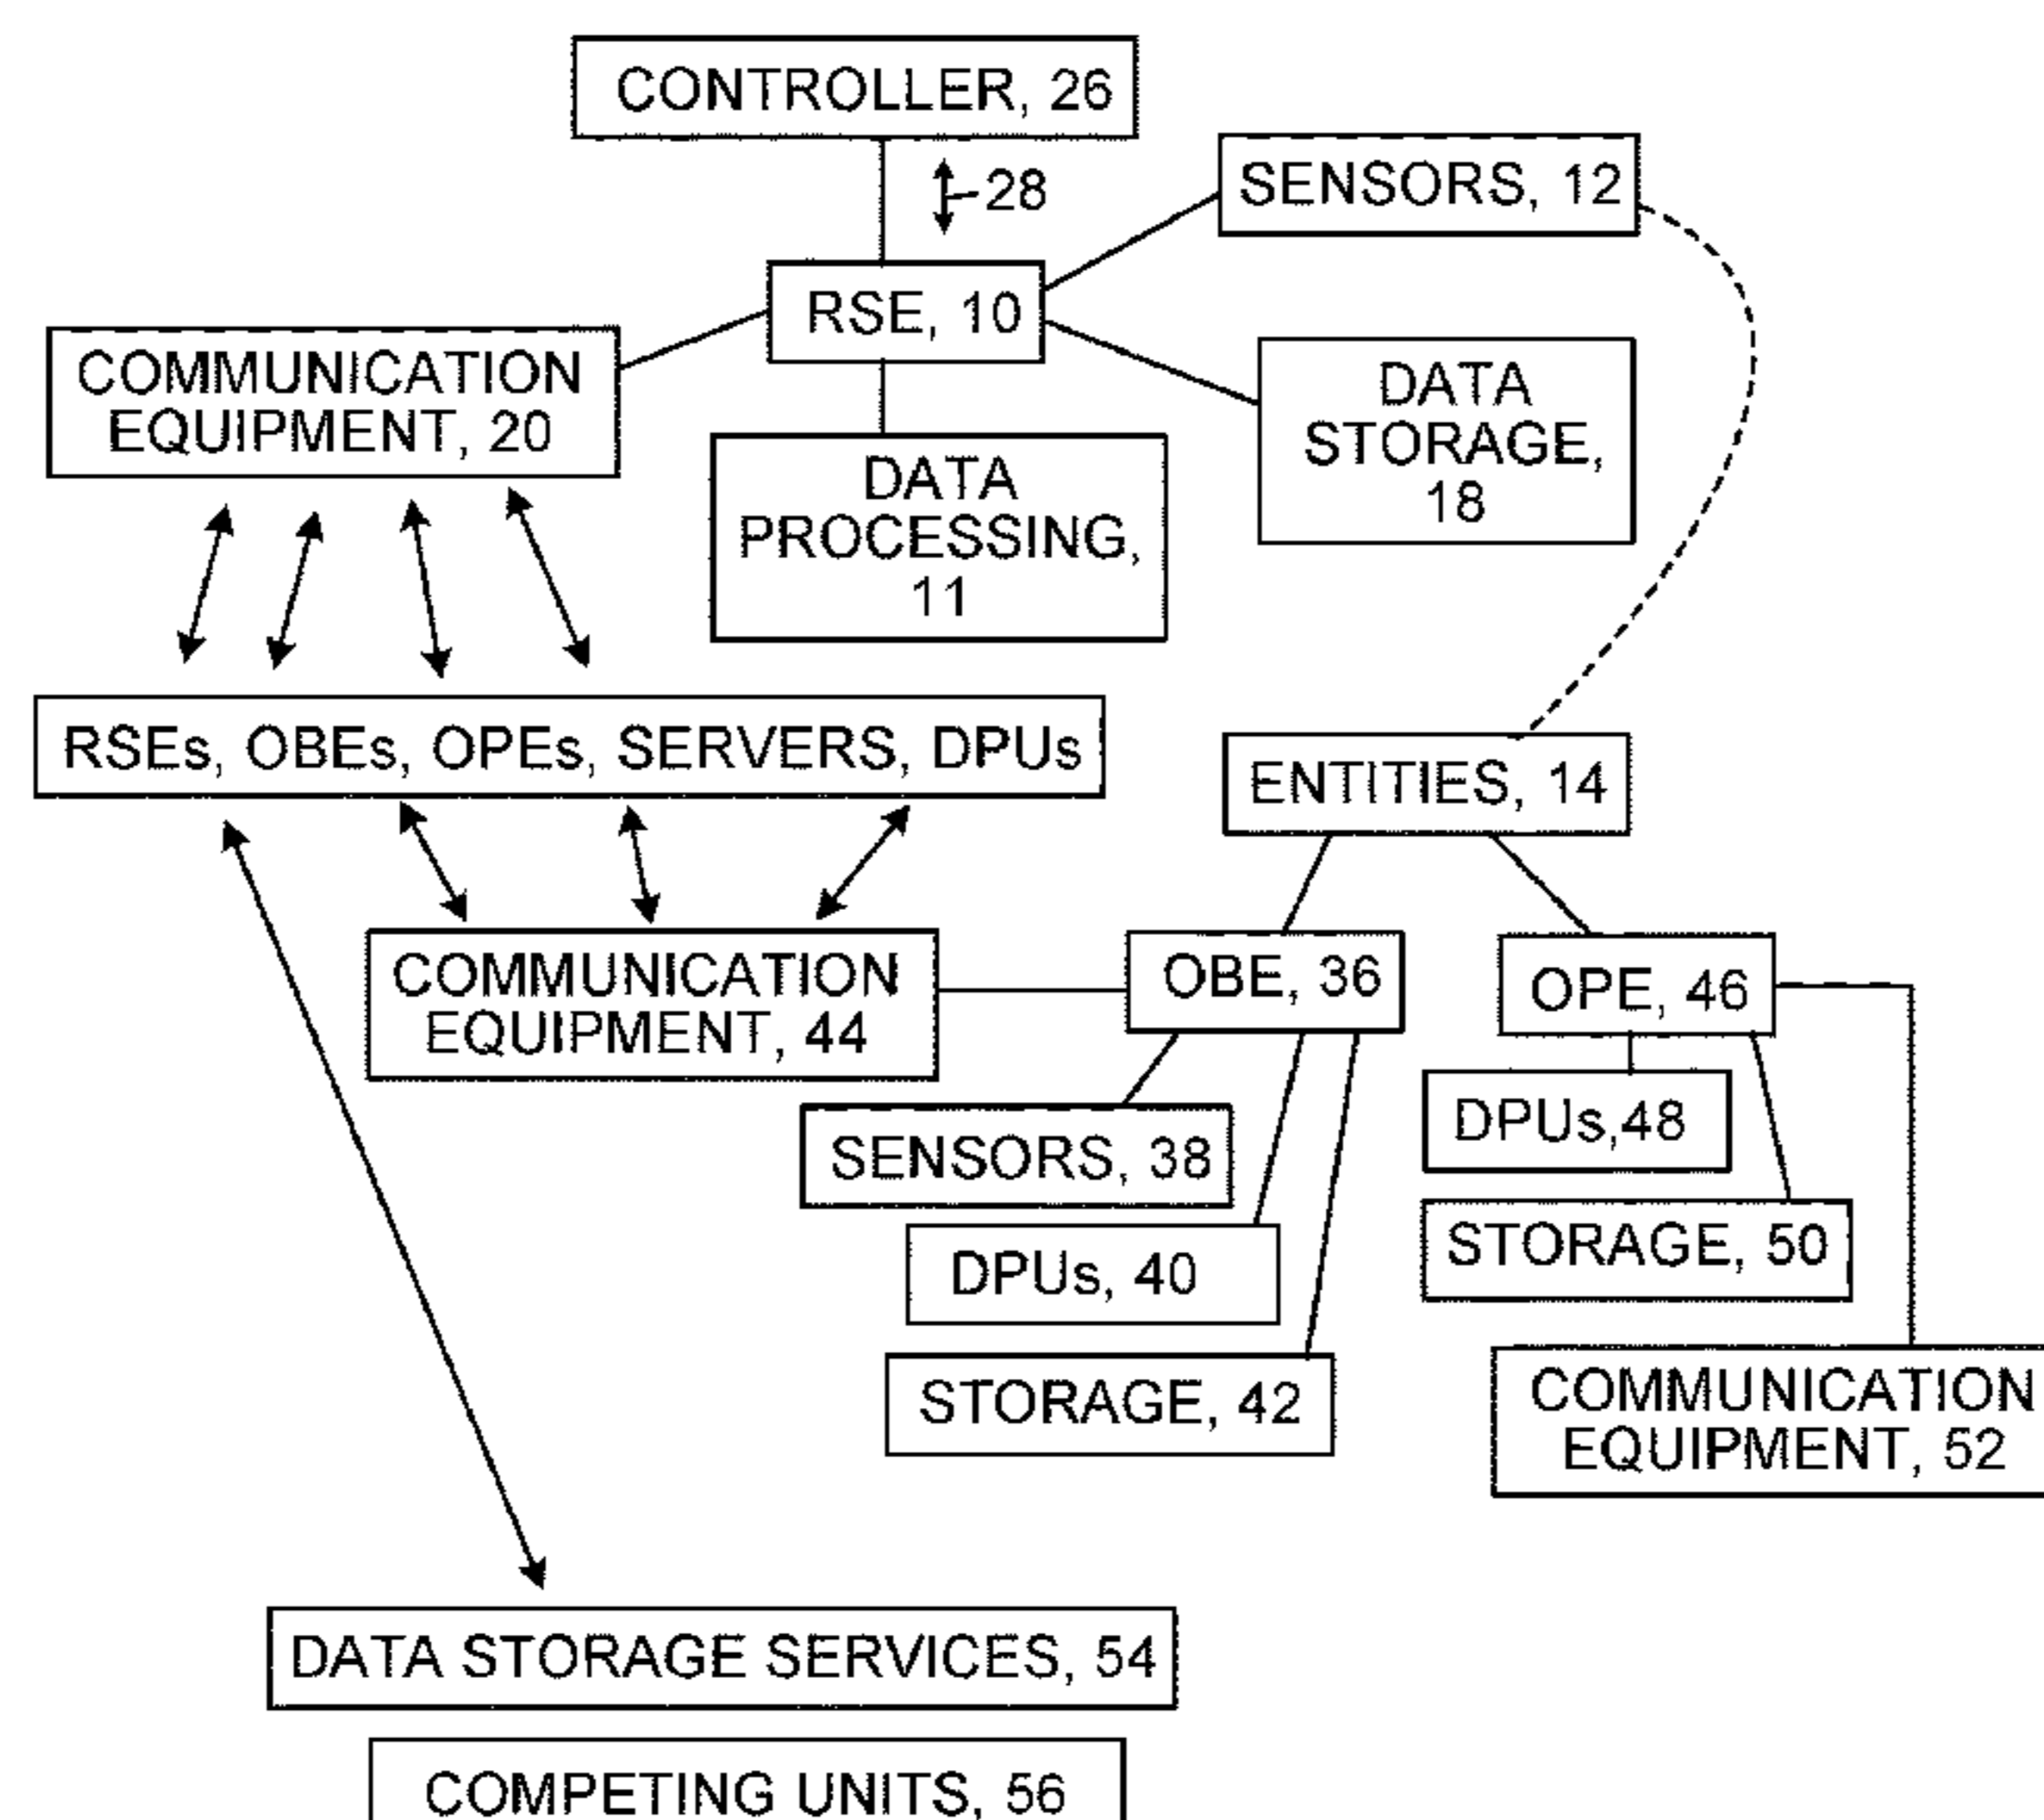 CONTROLLER, 26
28
SENSORS, 12
RSE, 10
COMMUNICATION
EQUIPMENT, 20
DATA
STORAGE,
18
DATA
PROCESSING,
11
RSEs, OBEs, OPEs, SERVERS, DPUs
ENTITIES, 14
COMMUNICATION
EQUIPMENT, 44
OBE, 36
OPE, 46
SENSORS, 38
DPUs,48
DPUs, 40
STORAGE, 50
STORAGE, 42
COMMUNICATION
EQUIPMENT, 52
DATA STORAGE SERVICES, 54
COMPETING UNITS, 56